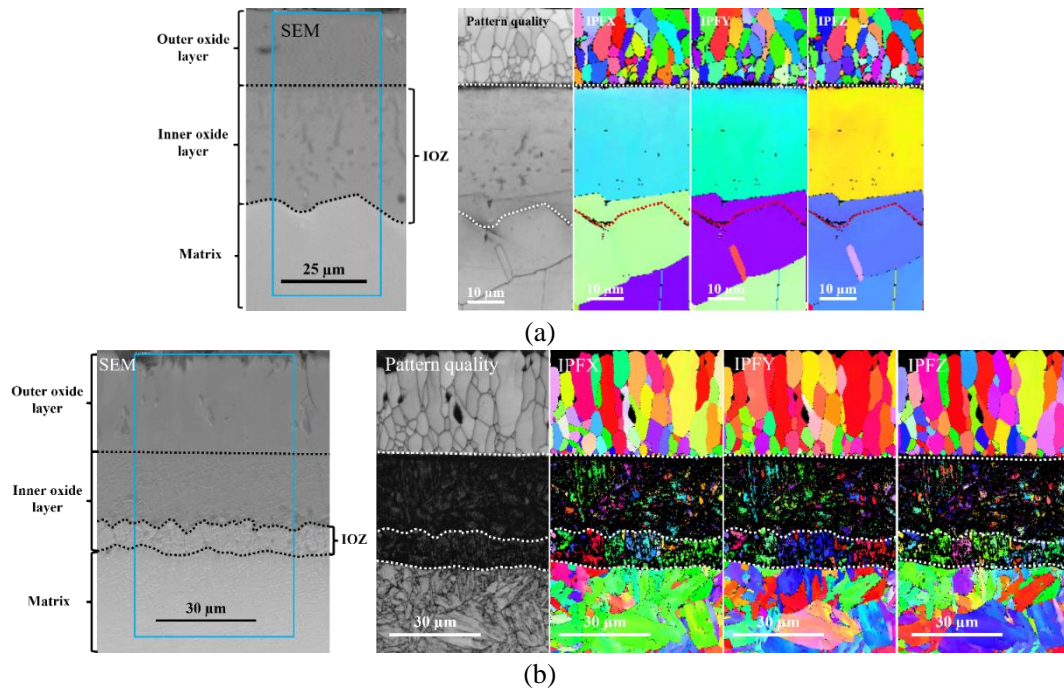 Outer oxide
layer
Inner oxide
layer
Matrix
SEM
IOZ
25 µm
Pattern quality
IPFX
IPFY
IPFZ
10 µm
10 µm
10 µm
10 µm
(a)
Outer oxide
layer
Inner oxide
layer
Matrix
SEM
IOZ
30 µm
Pattern quality
IPFX
IPFY
IPFZ
30 µm
30 µm
30 µm
30 µm
(b)